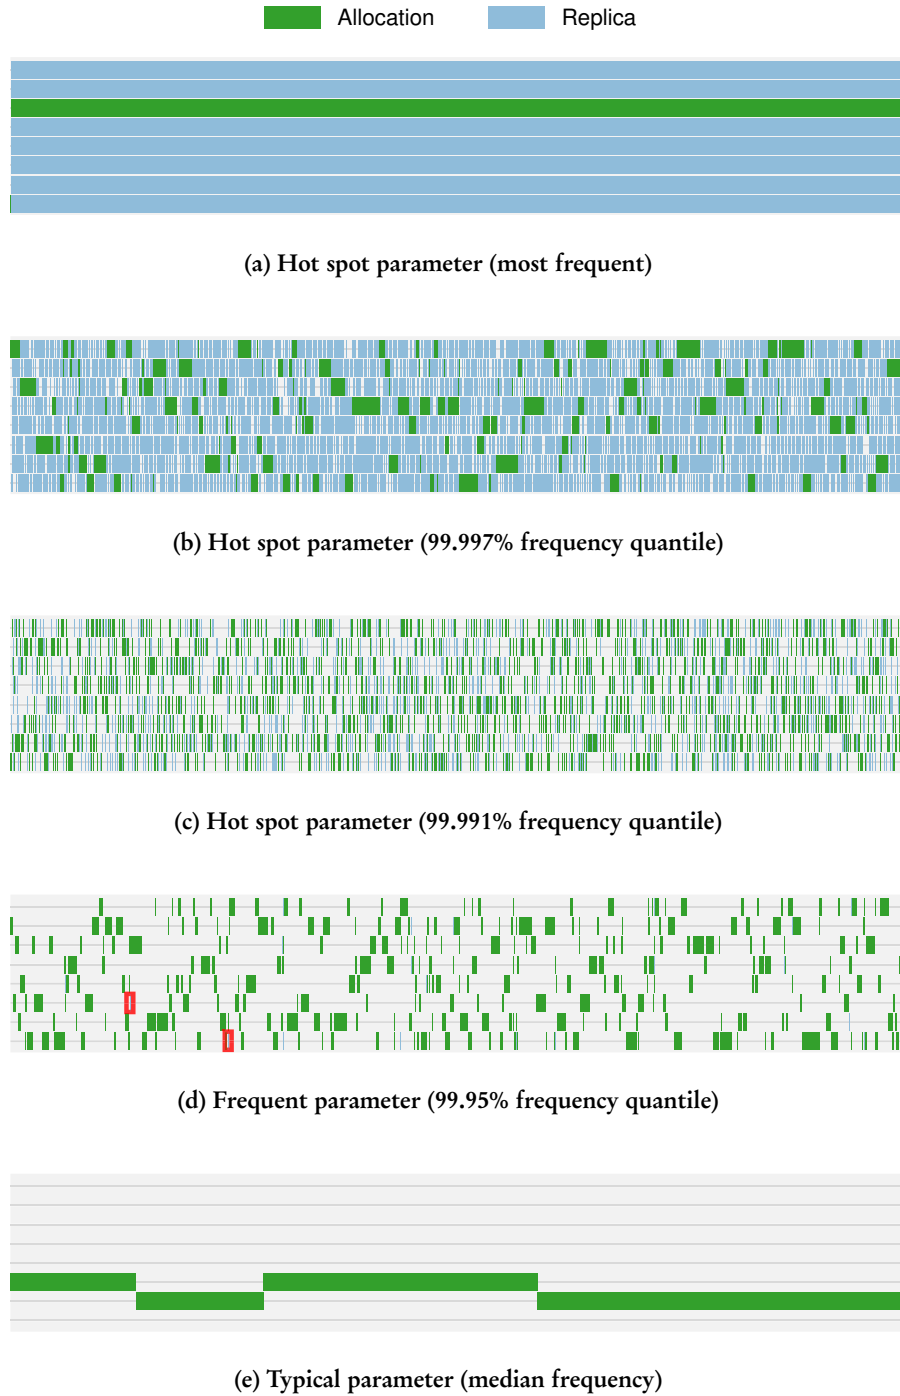 Allocation Replica
(a) Hot spot parameter (most frequent)
(b) Hot spot parameter (99.997% frequency quantile)
(c) Hot spot parameter (99.991% frequency quantile)
(d) Frequent parameter (99.95% frequency quantile)
(e) Typical parameter (median frequency)